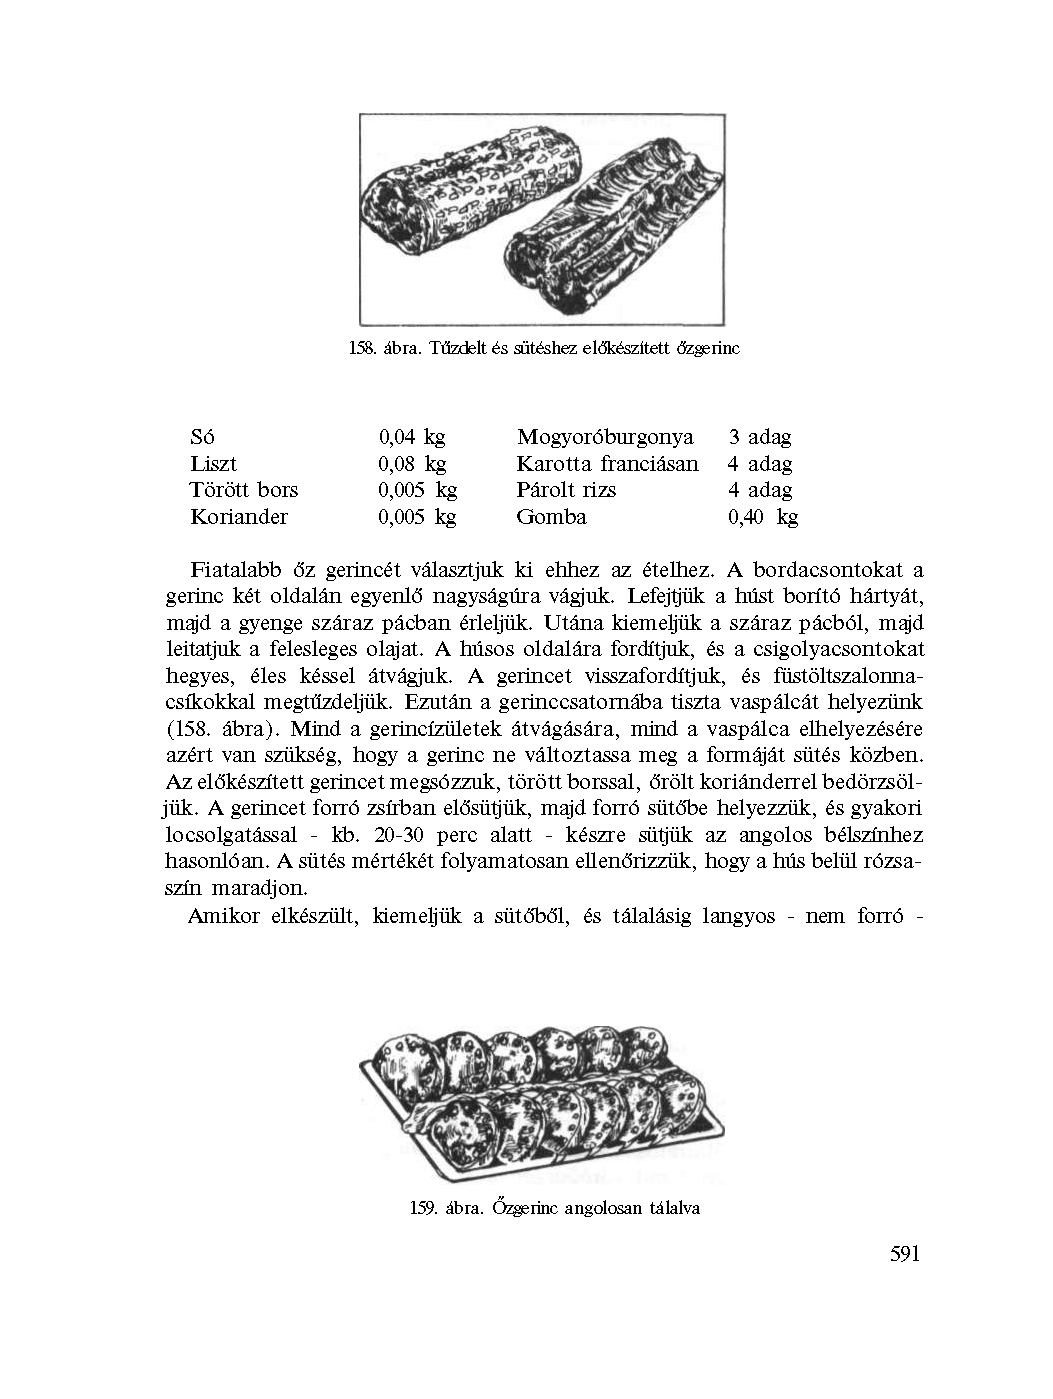 158. ábra. Tűzdelt és sütéshez előkészített őzgerinc
Só 0,04 kg Mogyoróburgonya 3 adag
Liszt 0,08 kg Karotta franciásan 4 adag
Törött bors 0,005 kg Párolt rizs 4 adag
Koriander 0,005 kg Gomba 0,40 kg
Fiatalabb őz gerincét választjuk ki ehhez az ételhez. A bordacsontokat a
gerinc két oldalán egyenlő nagyságúra vágjuk. Lefejtjük a húst borító hártyát,
majd a gyenge száraz pácban érleljük. Utána kiemeljük a száraz pácból, majd
leitatjuk a felesleges olajat. A húsos oldalára fordítjuk, és a csigolyacsontokat
hegyes, éles késsel átvágjuk. A gerincet visszafordítjuk, és füstöltszalonna-
csíkokkal megtűzdeljük. Ezután a gerinccsatornába tiszta vaspálcát helyezünk
(158. ábra). Mind a gerincízületek átvágására, mind a vaspálca elhelyezésére
azért van szükség, hogy a gerinc ne változtassa meg a formáját sütés közben.
Az előkészített gerincet megsózzuk, törött borssal, őrölt koriánderrel bedörzsöl-
jük. A gerincet forró zsírban elősütjük, majd forró sütőbe helyezzük, és gyakori
locsolgatással - kb. 20-30 perc alatt - készre sütjük az angolos bélszínhez
hasonlóan. A sütés mértékét folyamatosan ellenőrizzük, hogy a hús belül rózsa-
szín maradjon.
Amikor elkészült, kiemeljük a sütőből, és tálalásig langyos - nem forró -
159. ábra. Őzgerinc angolosan tálalva
591